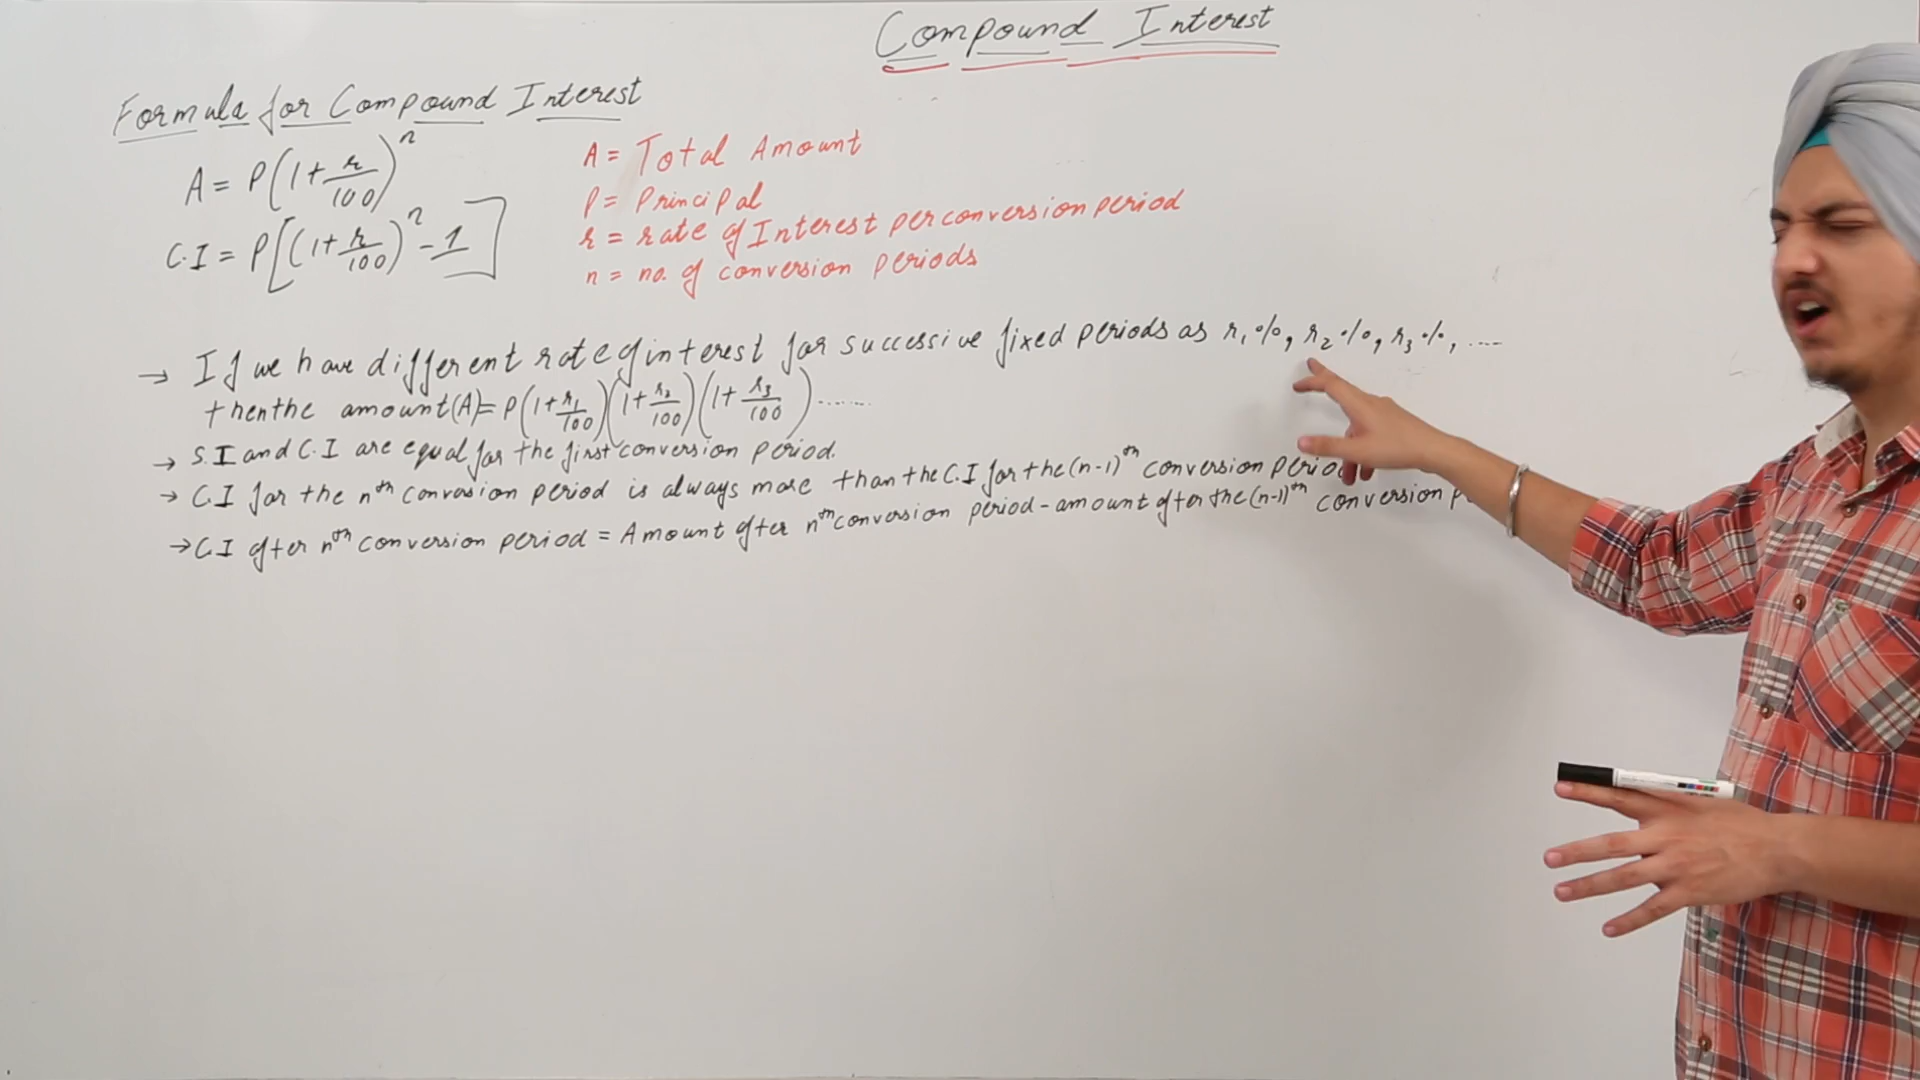 Compound Interest
Formula for Compound Interest
A = P(1+r/100)^n
C.I = P[(1+r/100)^n - 1]
A = Total Amount
P = Principal
r = rate of Interest per conversion period
n = no. of conversion periods
→ If we have different rate of interest for successive fixed periods as r₁%, r₂%, r₃%, ....
then the amount(A) = P(1+r₁/100)(1+r₂/100)(1+r₃/100).......
→ S.I and C.I are equal for the first conversion period.
→ C.I for the nth conversion period is always more than the C.I for the (n-1)th conversion
→ C.I after nth conversion period = Amount after nth conversion period - amount after the (n-1)th conversion